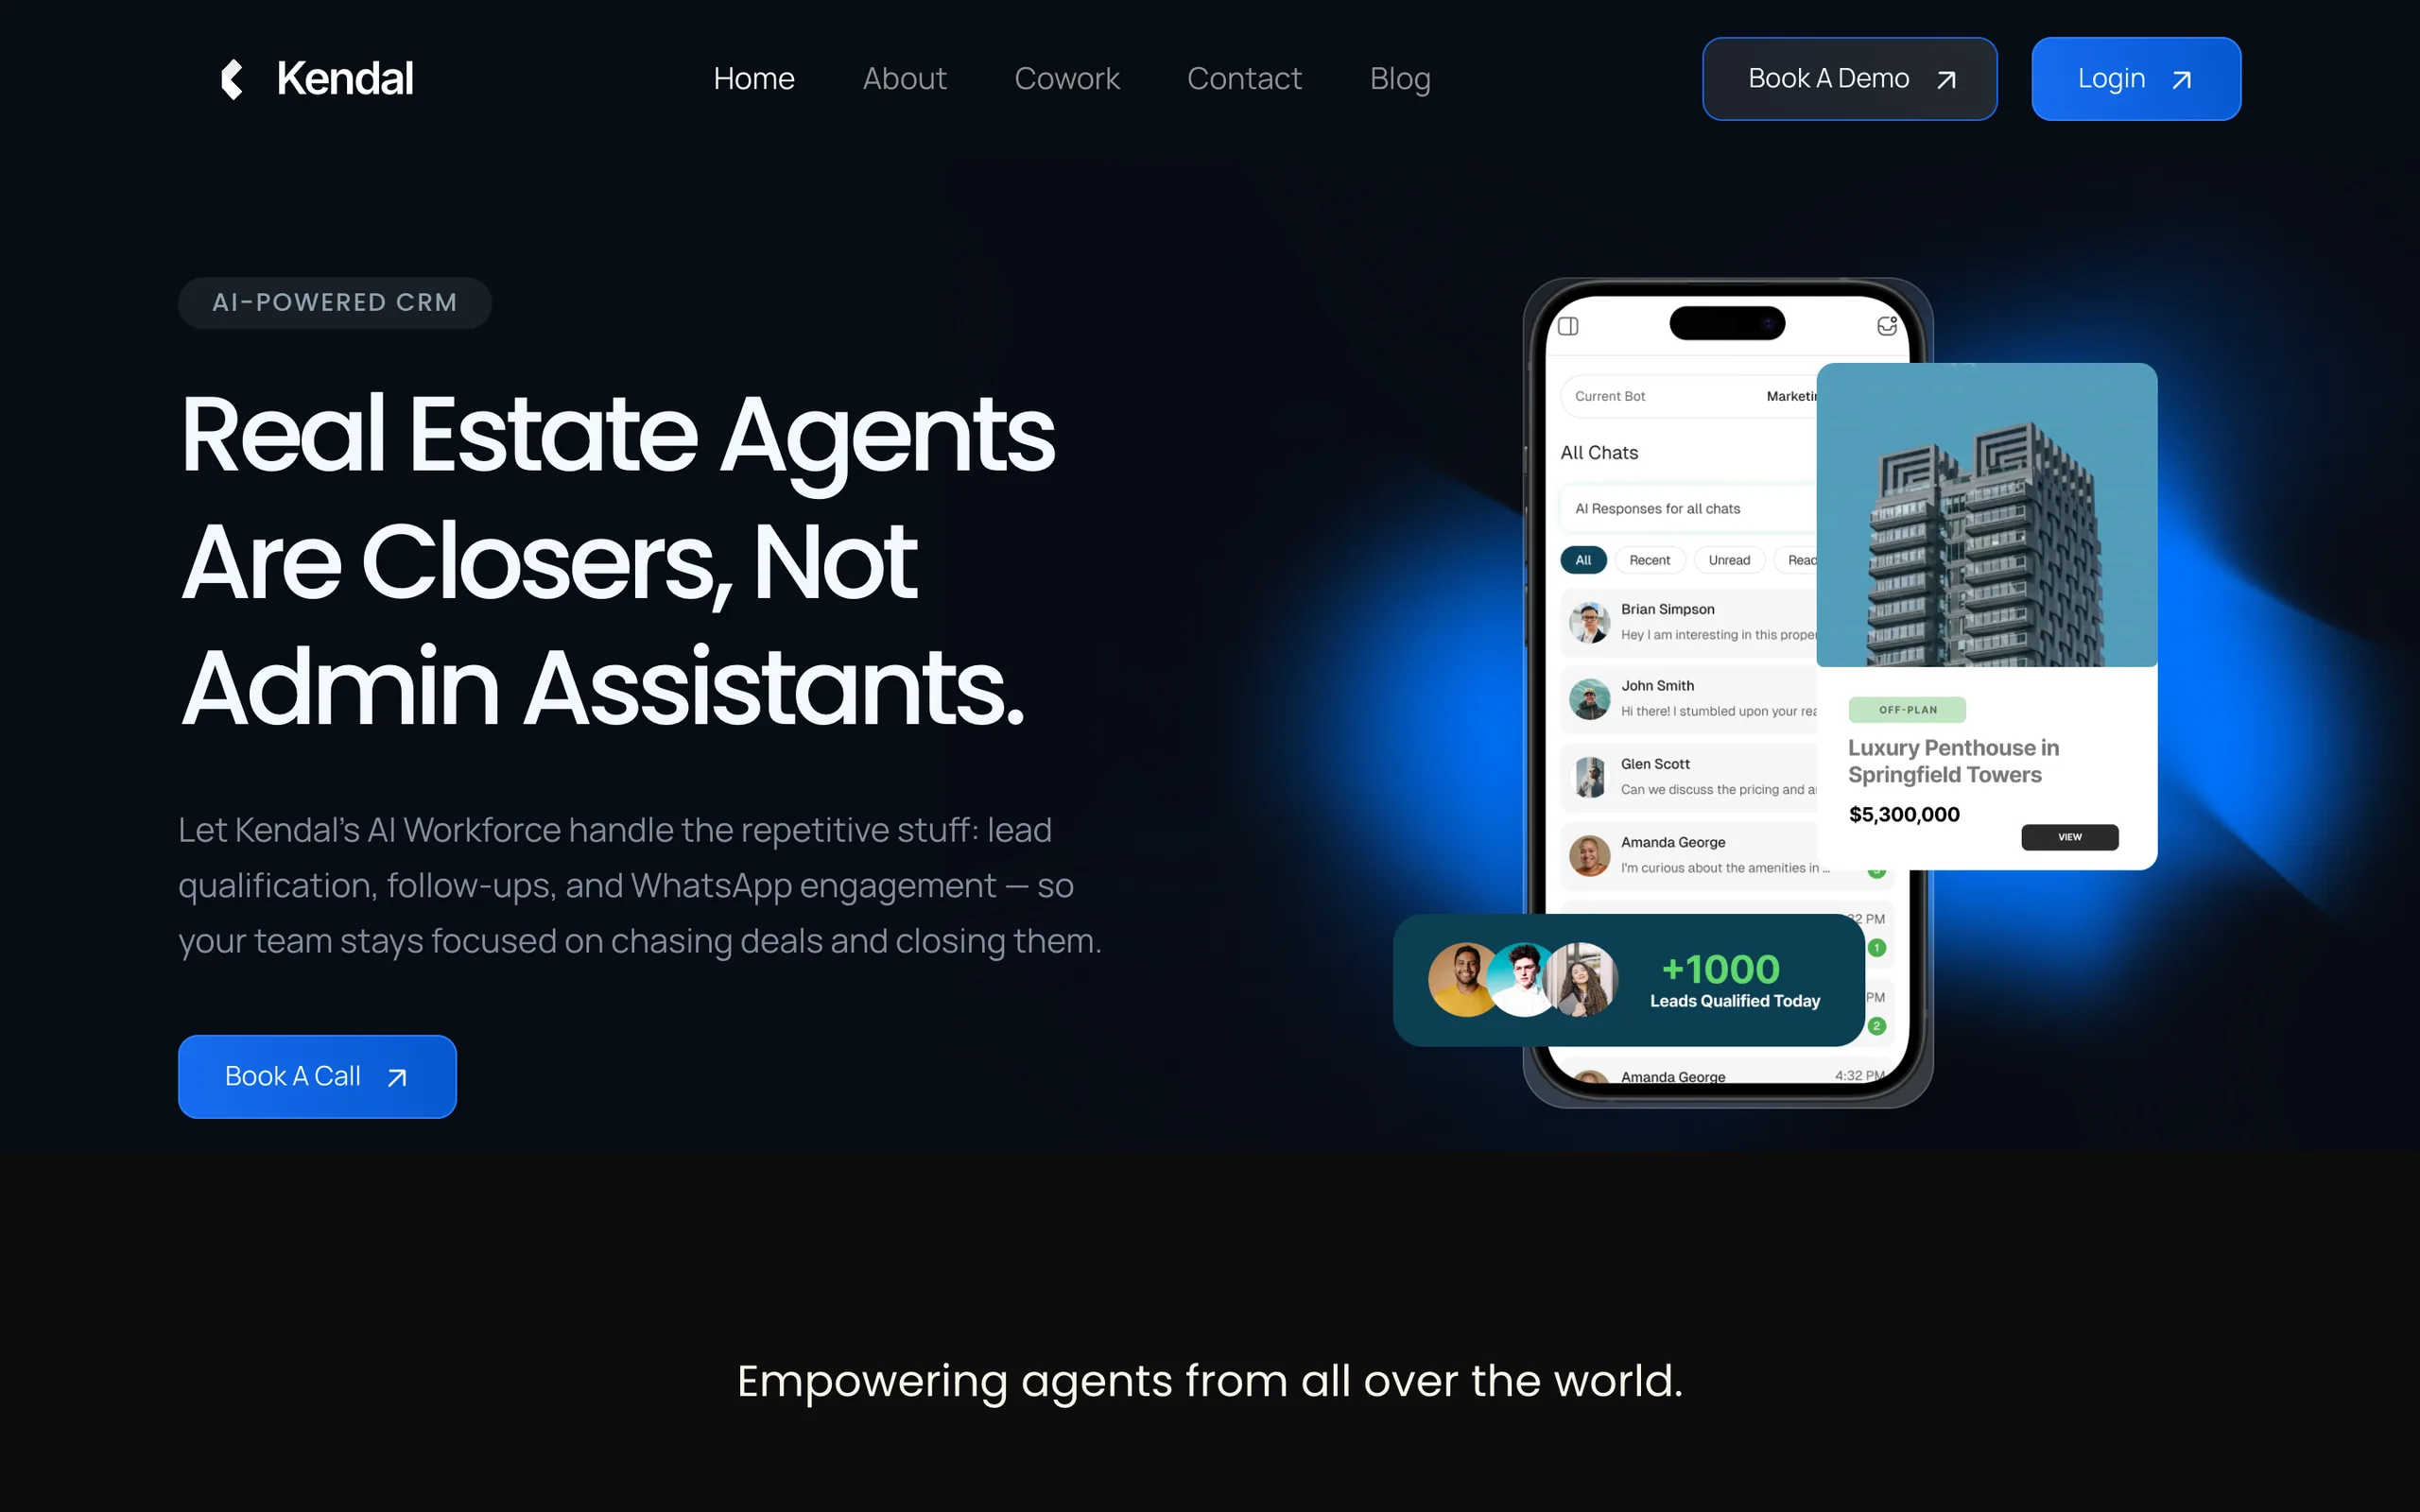 Kendal
Home
About
Cowork
Contact
Blog
Book A Demo
Login
AI-POWERED CRM
Real Estate Agents
Are Closers, Not
Admin Assistants.
Let Kendal's AI Workforce handle the repetitive stuff: lead
qualification, follow-ups, and WhatsApp engagement — so
your team stays focused on chasing deals and closing them.
Book A Call
Current Bot
All Chats
AI Responses for all chats
All
Recent
Unread
Brian Simpson
Hey I am interesting in this
John Smith
Hi there! I stumbled upon your
Glen Scott
Can we discuss the pricing and
Amanda George
I'm curious about the amenities in ...
PM
1
PM
2
Amanda George
4:32 PM
OFF-PLAN
Luxury Penthouse in
Springfield Towers
$5,300,000
VIEW
+1000
Leads Qualified Today
Empowering agents from all over the world.